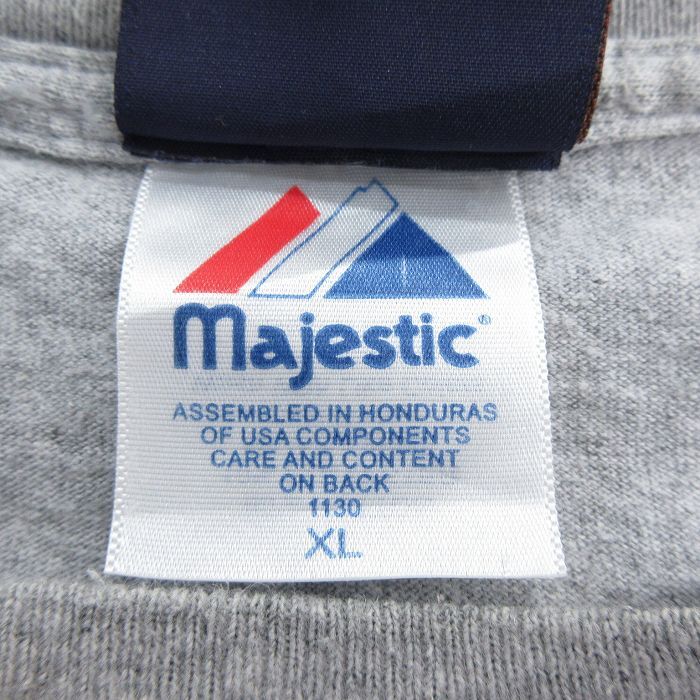 Majestic®
ASSEMBLED IN HONDURAS
OF USA COMPONENTS
CARE AND CONTENT
ON BACK
1130
XL